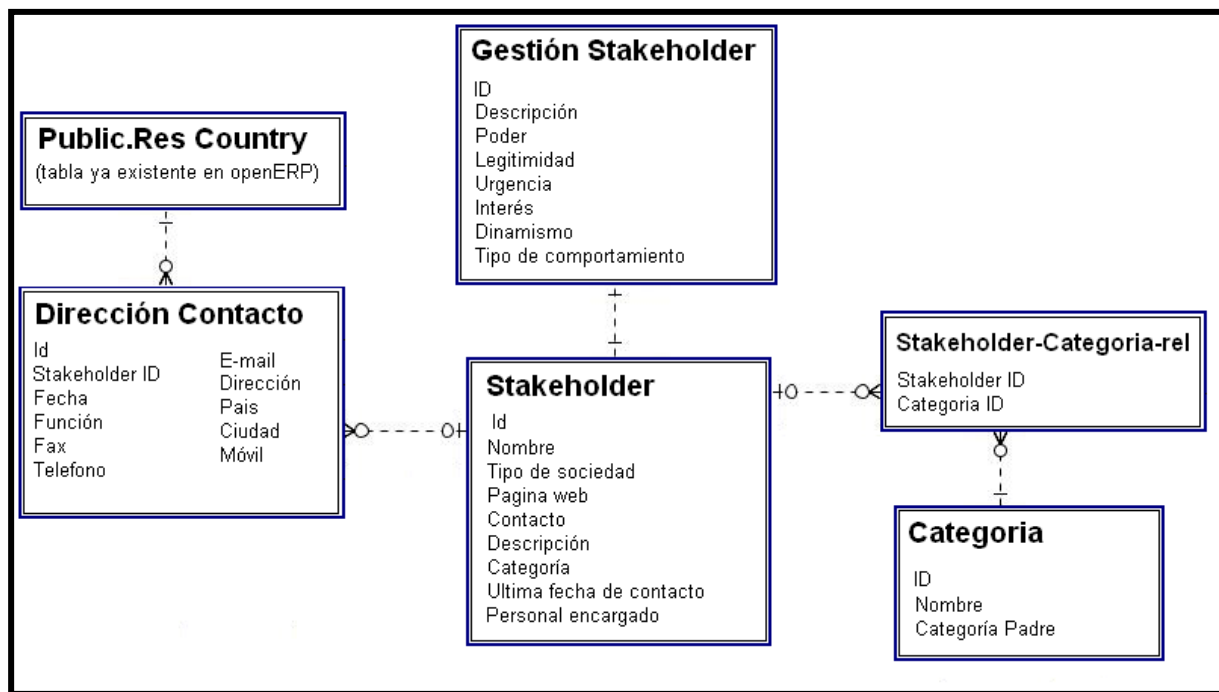 Gestión Stakeholder
ID
Descripción
Poder
Legitimidad
Urgencia
Interés
Dinamismo
Tipo de comportamiento
Public.Res Country
(tabla ya existente en openERP)
Dirección Contacto
Id
Stakeholder ID
Fecha
Función
Fax
Telefono
E-mail
Dirección
Pais
Ciudad
Móvil
Stakeholder
Id
Nombre
Tipo de sociedad
Pagina web
Contacto
Descripción
Categoría
Ultima fecha de contacto
Personal encargado
Stakeholder-Categoria-rel
Stakeholder ID
Categoria ID
Categoria
ID
Nombre
Categoría Padre